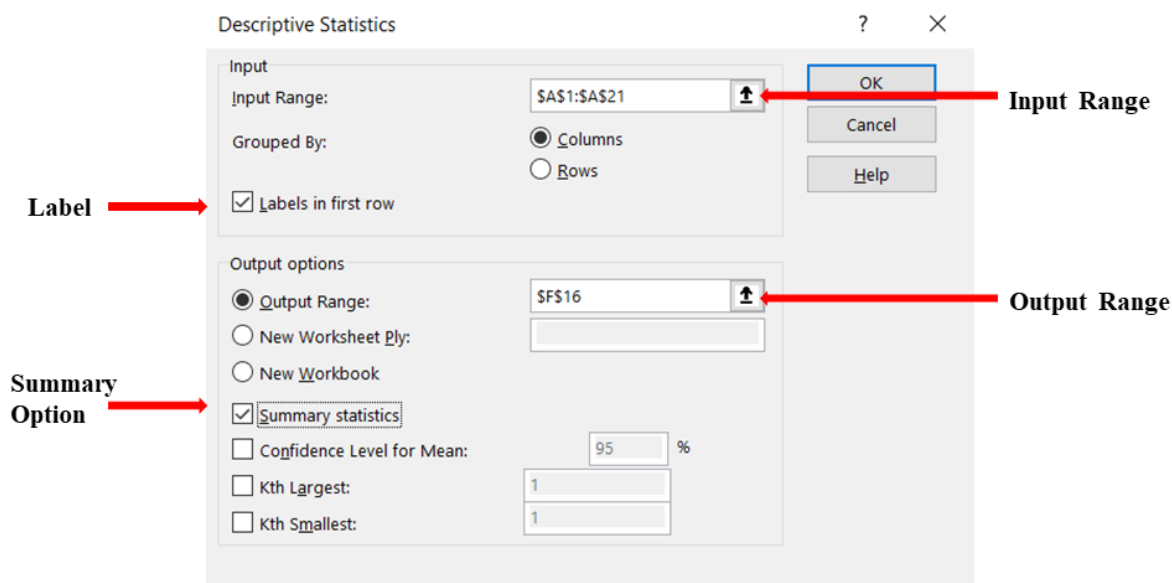 Descriptive Statistics ? ✕
Input
Input Range: $A$1:$A$21
Grouped By: Columns
Rows
Labels in first row
OK
Cancel
Help
Input Range
Label
Output options
Output Range: $F$16
New Worksheet Ply:
New Workbook
Summary statistics
Confidence Level for Mean: 95 %
Kth Largest: 1
Kth Smallest: 1
Output Range
Summary
Option